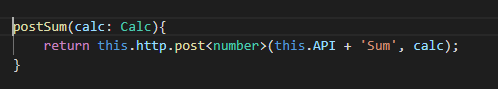 postSum(calc: Calc){
    return this.http.post<number>(this.API + 'Sum', calc);
}